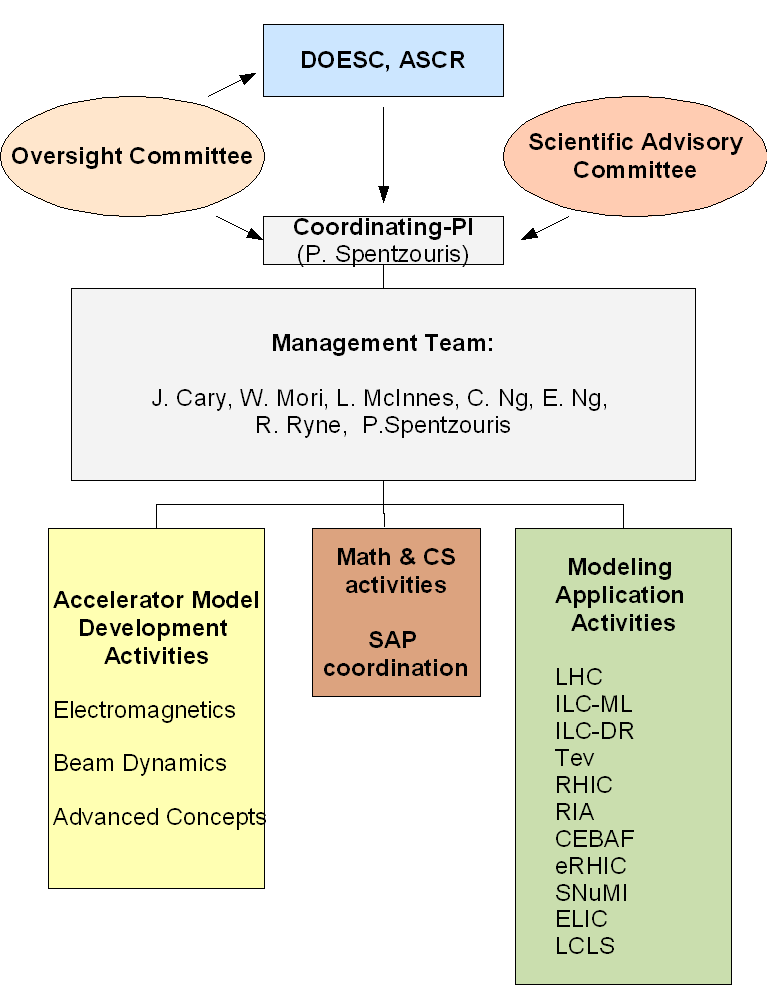 DOESC, ASCR
Oversight Committee
Scientific Advisory
Committee
Coordinating-PI
(P. Spentzouris)
Management Team:
J. Cary, W. Mori, L. McInnes, C. Ng, E. Ng,
R. Ryne, P.Spentzouris
Accelerator Model
Development
Activities
Electromagnetics
Beam Dynamics
Advanced Concepts
Math & CS
activities
SAP
coordination
Modeling
Application
Activities
LHC
ILC-ML
ILC-DR
Tev
RHIC
RIA
CEBAF
eRHIC
SNuMI
ELIC
LCLS